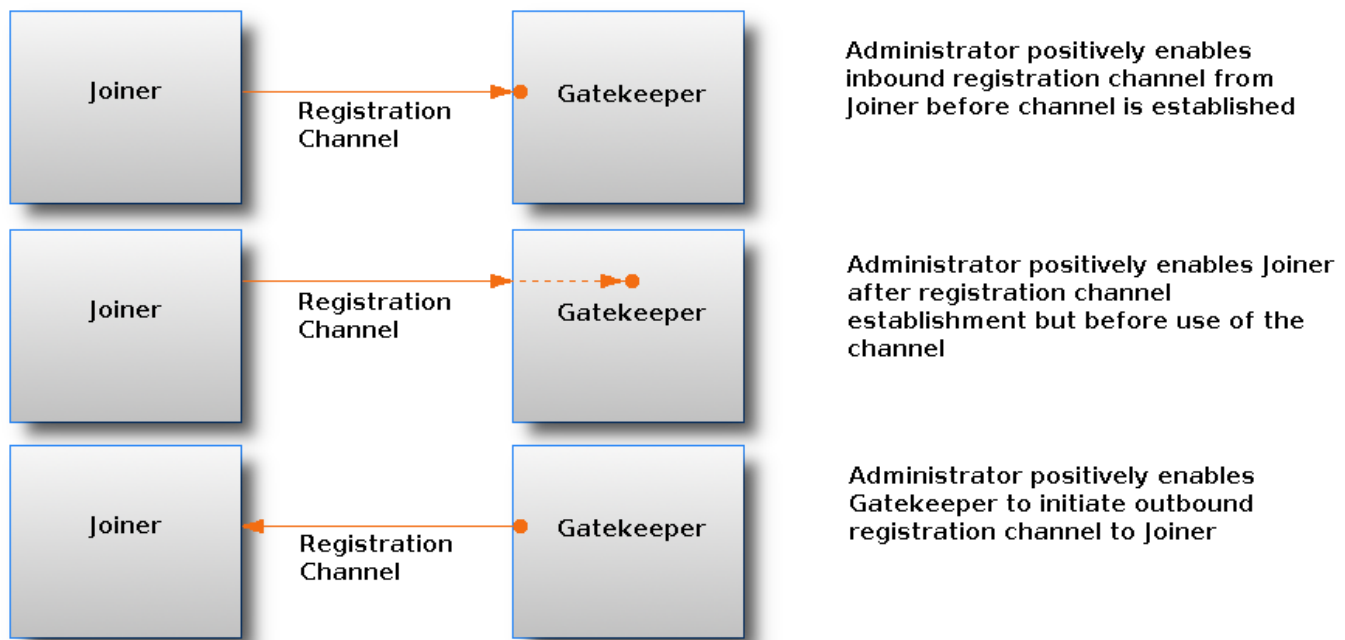 Joiner
Registration
Channel
Gatekeeper
Administrator positively enables
inbound registration channel from
Joiner before channel is established
Joiner
Registration
Channel
Gatekeeper
Administrator positively enables Joiner
after registration channel
establishment but before use of the
channel
Joiner
Registration
Channel
Gatekeeper
Administrator positively enables
Gatekeeper to initiate outbound
registration channel to Joiner